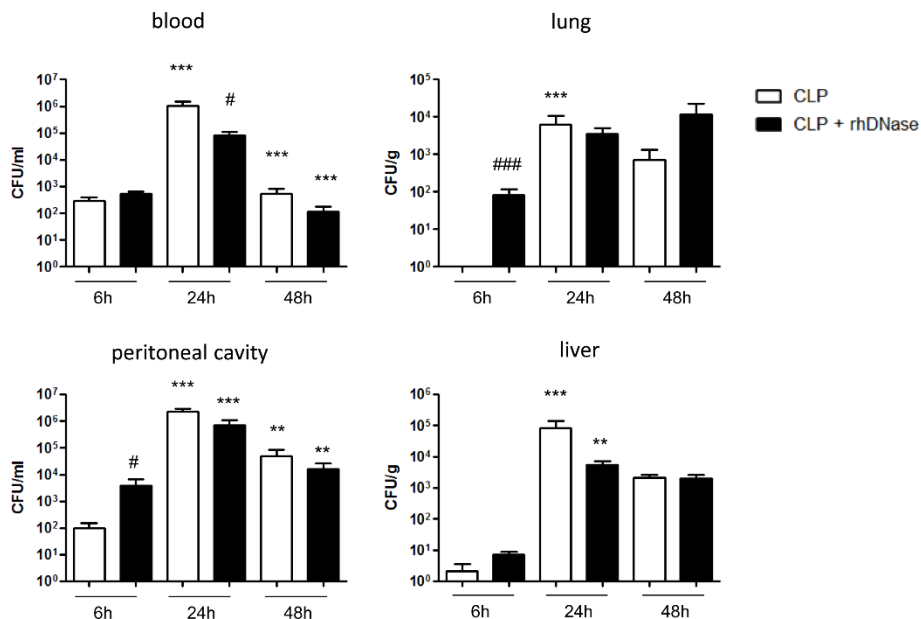 blood
***
#
***
***
10⁷
10⁶
10⁵
10⁴
10³
10²
10¹
10⁰
CFU/ml
6h
24h
48h
lung
***
###
10⁵
10⁴
10³
10²
10¹
10⁰
CFU/g
6h
24h
48h
CLP
CLP + rhDNase
peritoneal cavity
***
***
**
**
#
10⁷
10⁶
10⁵
10⁴
10³
10²
10¹
10⁰
CFU/ml
6h
24h
48h
liver
***
**
10⁶
10⁵
10⁴
10³
10²
10¹
10⁰
CFU/g
6h
24h
48h